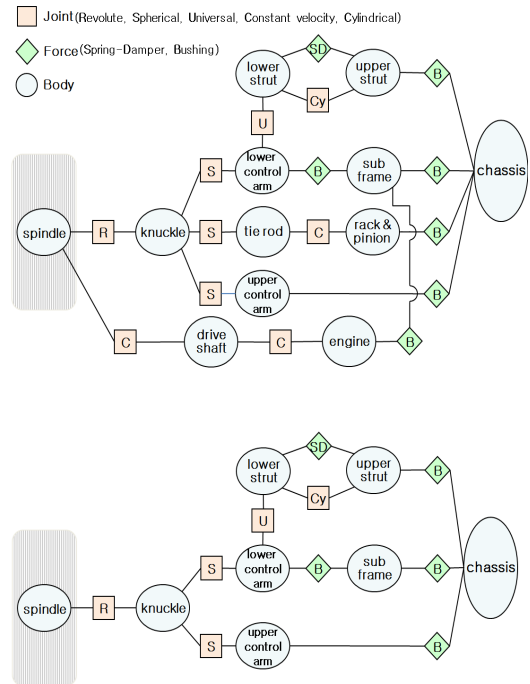 Joint(Revolute, Spherical, Universal, Constant velocity, Cylindrical)
Force(Spring-Damper, Bushing)
Body
lower
strut
SD
upper
strut
B
Cy
U
S
lower
control
arm
B
sub
frame
B
chassis
spindle
R
knuckle
S
tie rod
C
rack &
pinion
B
S
upper
control
arm
B
C
drive
shaft
C
engine
B
lower
strut
SD
upper
strut
B
Cy
U
S
lower
control
arm
B
sub
frame
B
chassis
spindle
R
knuckle
S
upper
control
arm
B